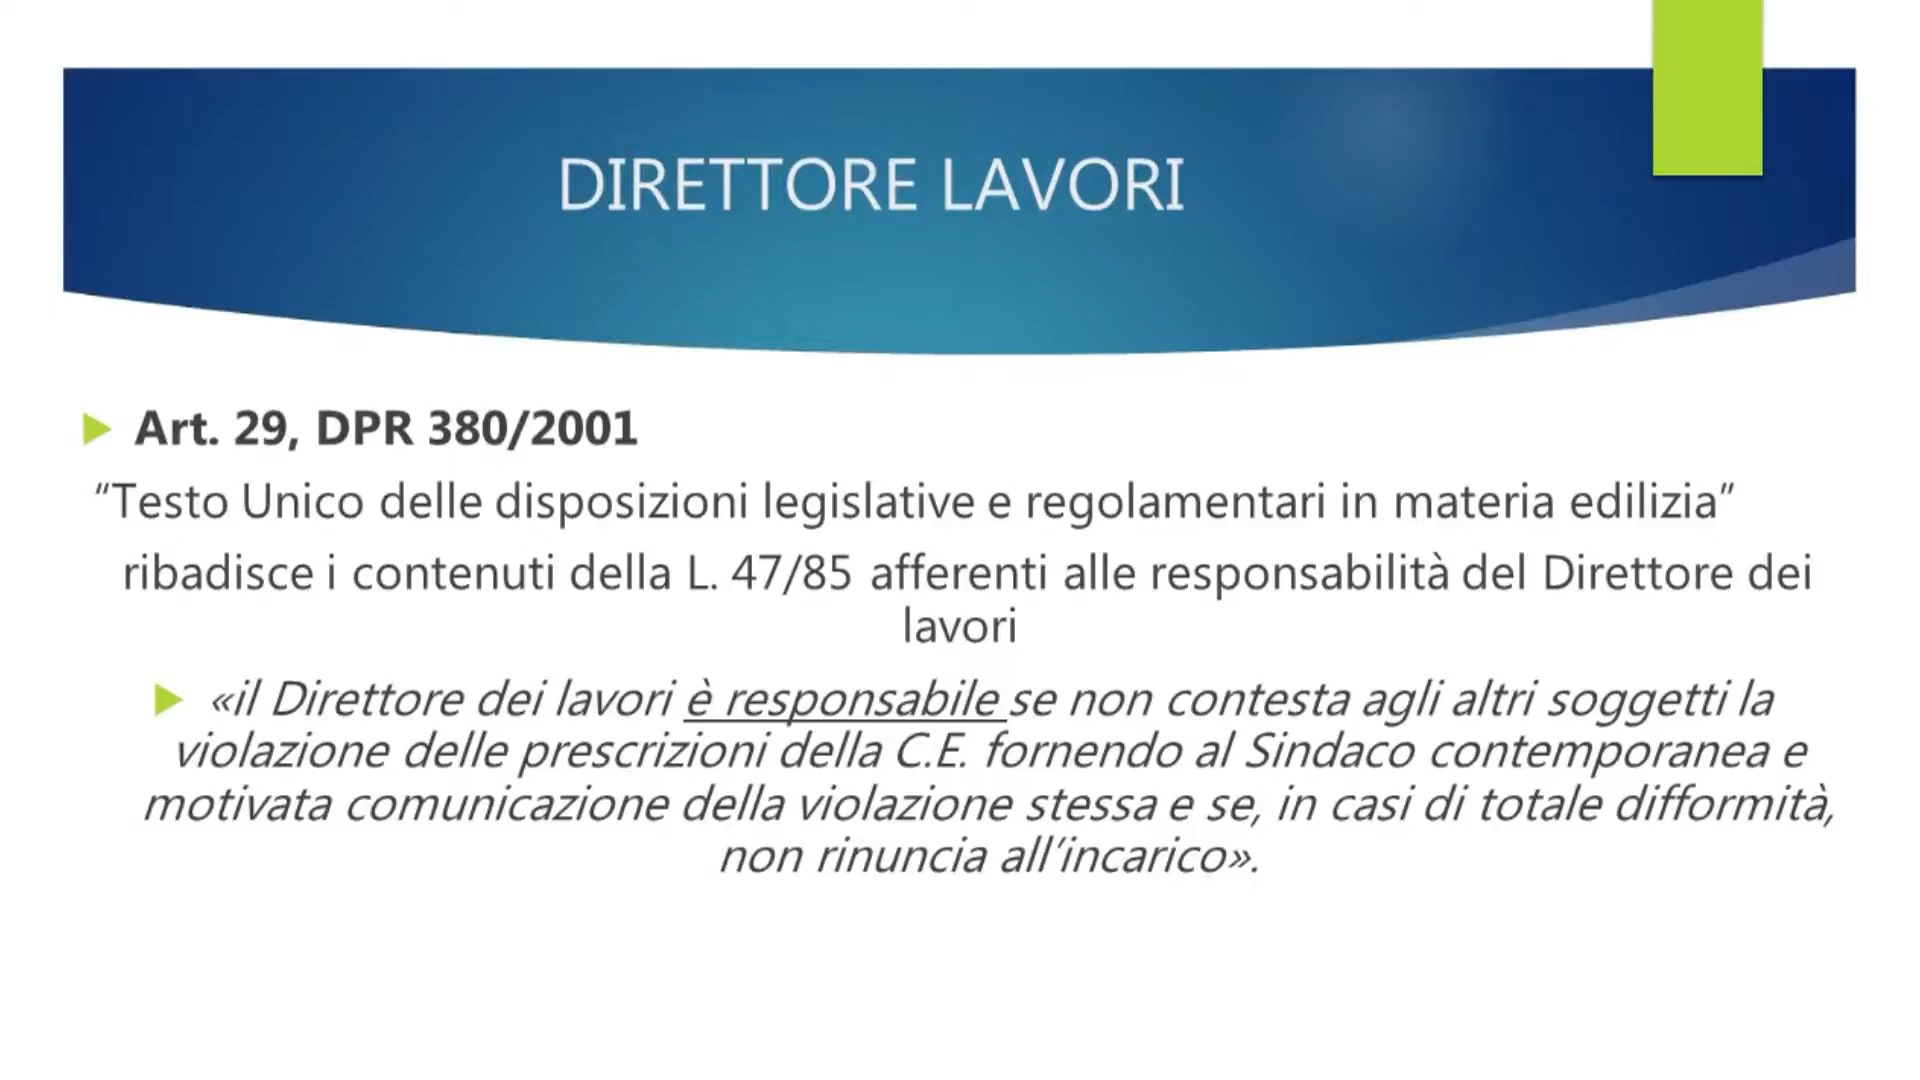 DIRETTORE LAVORI
Art. 29, DPR 380/2001
"Testo Unico delle disposizioni legislative e regolamentari in materia edilizia"
ribadisce i contenuti della L. 47/85 afferenti alle responsabilità del Direttore dei
lavori
«il Direttore dei lavori è responsabile se non contesta agli altri soggetti la
violazione delle prescrizioni della C.E. fornendo al Sindaco contemporanea e
motivata comunicazione della violazione stessa e se, in casi di totale difformità,
non rinuncia all'incarico».